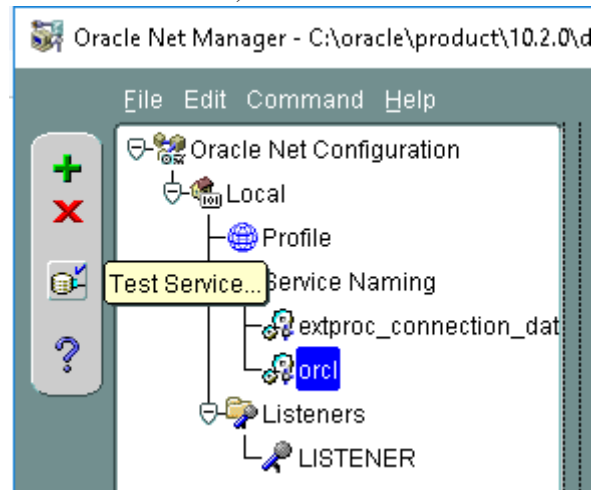 Oracle Net Manager - C:\oracle\product\10.2.0\d
File Edit Command Help
Oracle Net Configuration
Local
Profile
Test Service...
Service Naming
extproc_connection_dat
orcl
Listeners
LISTENER